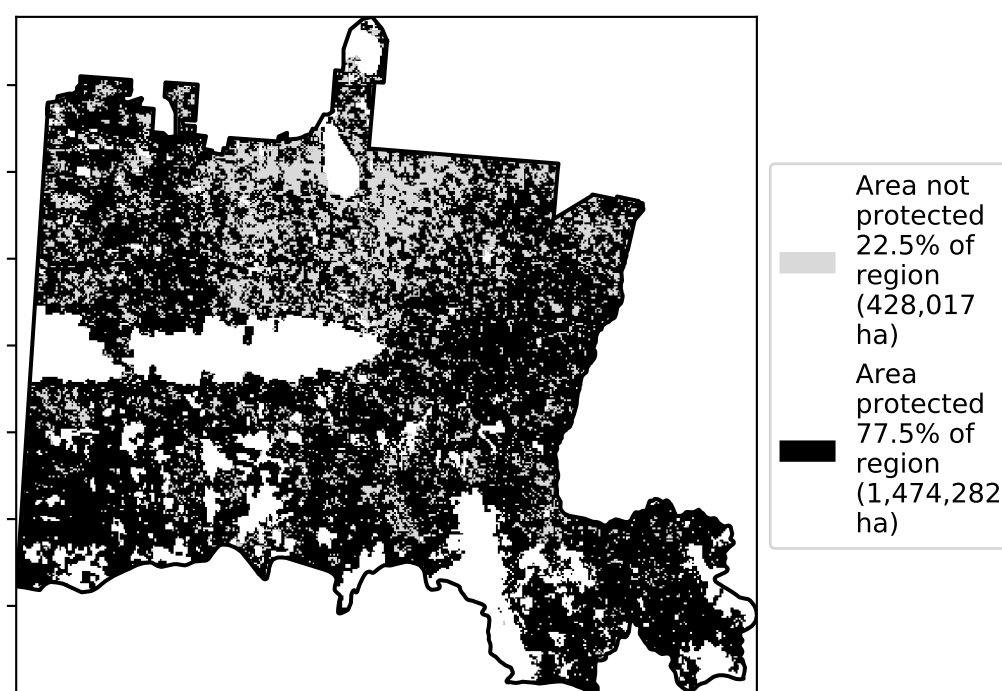 Area not
protected
22.5% of
region
(428,017
ha)
Area
protected
77.5% of
region
(1,474,282
ha)